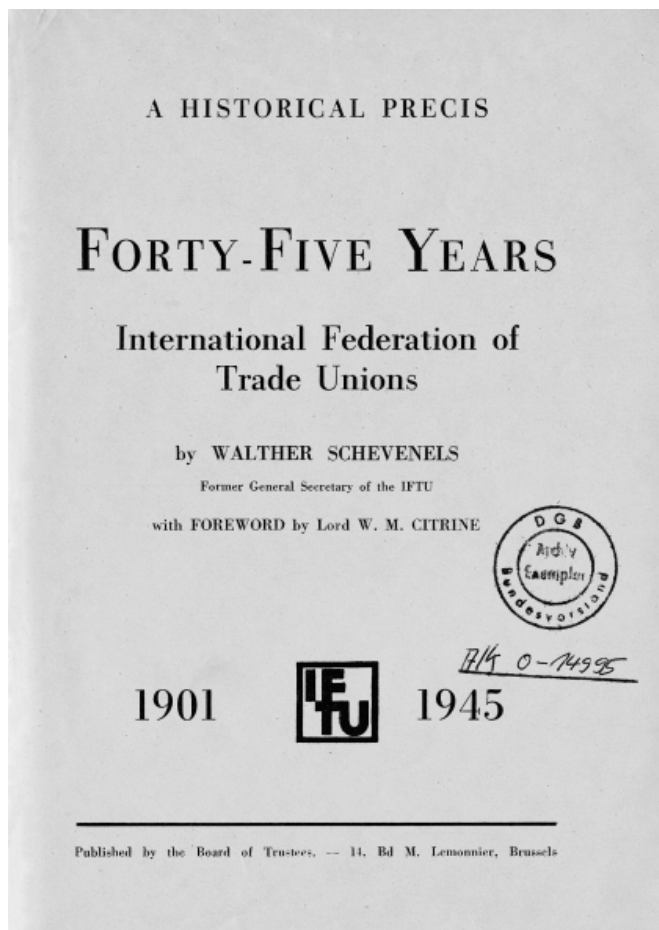 A HISTORICAL PRECIS
FORTY-FIVE YEARS
International Federation of
Trade Unions
by WALTHER SCHEVENELS
Former General Secretary of the IFTU
with FOREWORD by Lord W. M. CITRINE
DGB
Archiv
Exemplar
Bundesvorstand
0-14995
1901
IFTU
1945
Published by the Board of Trustees. — 14, Bd M. Lemonnier, Brussels